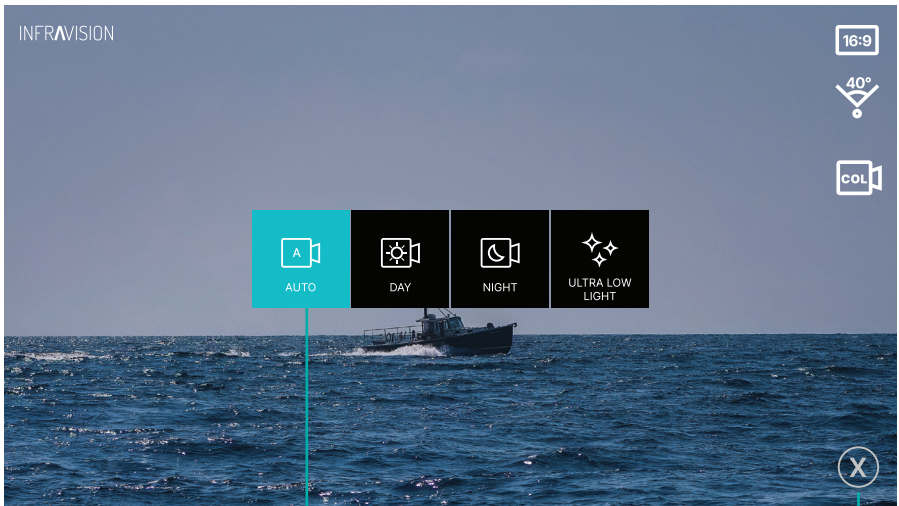 INFRAVISION
16:9
40°
COL
A
AUTO
DAY
NIGHT
ULTRA LOW
LIGHT
X